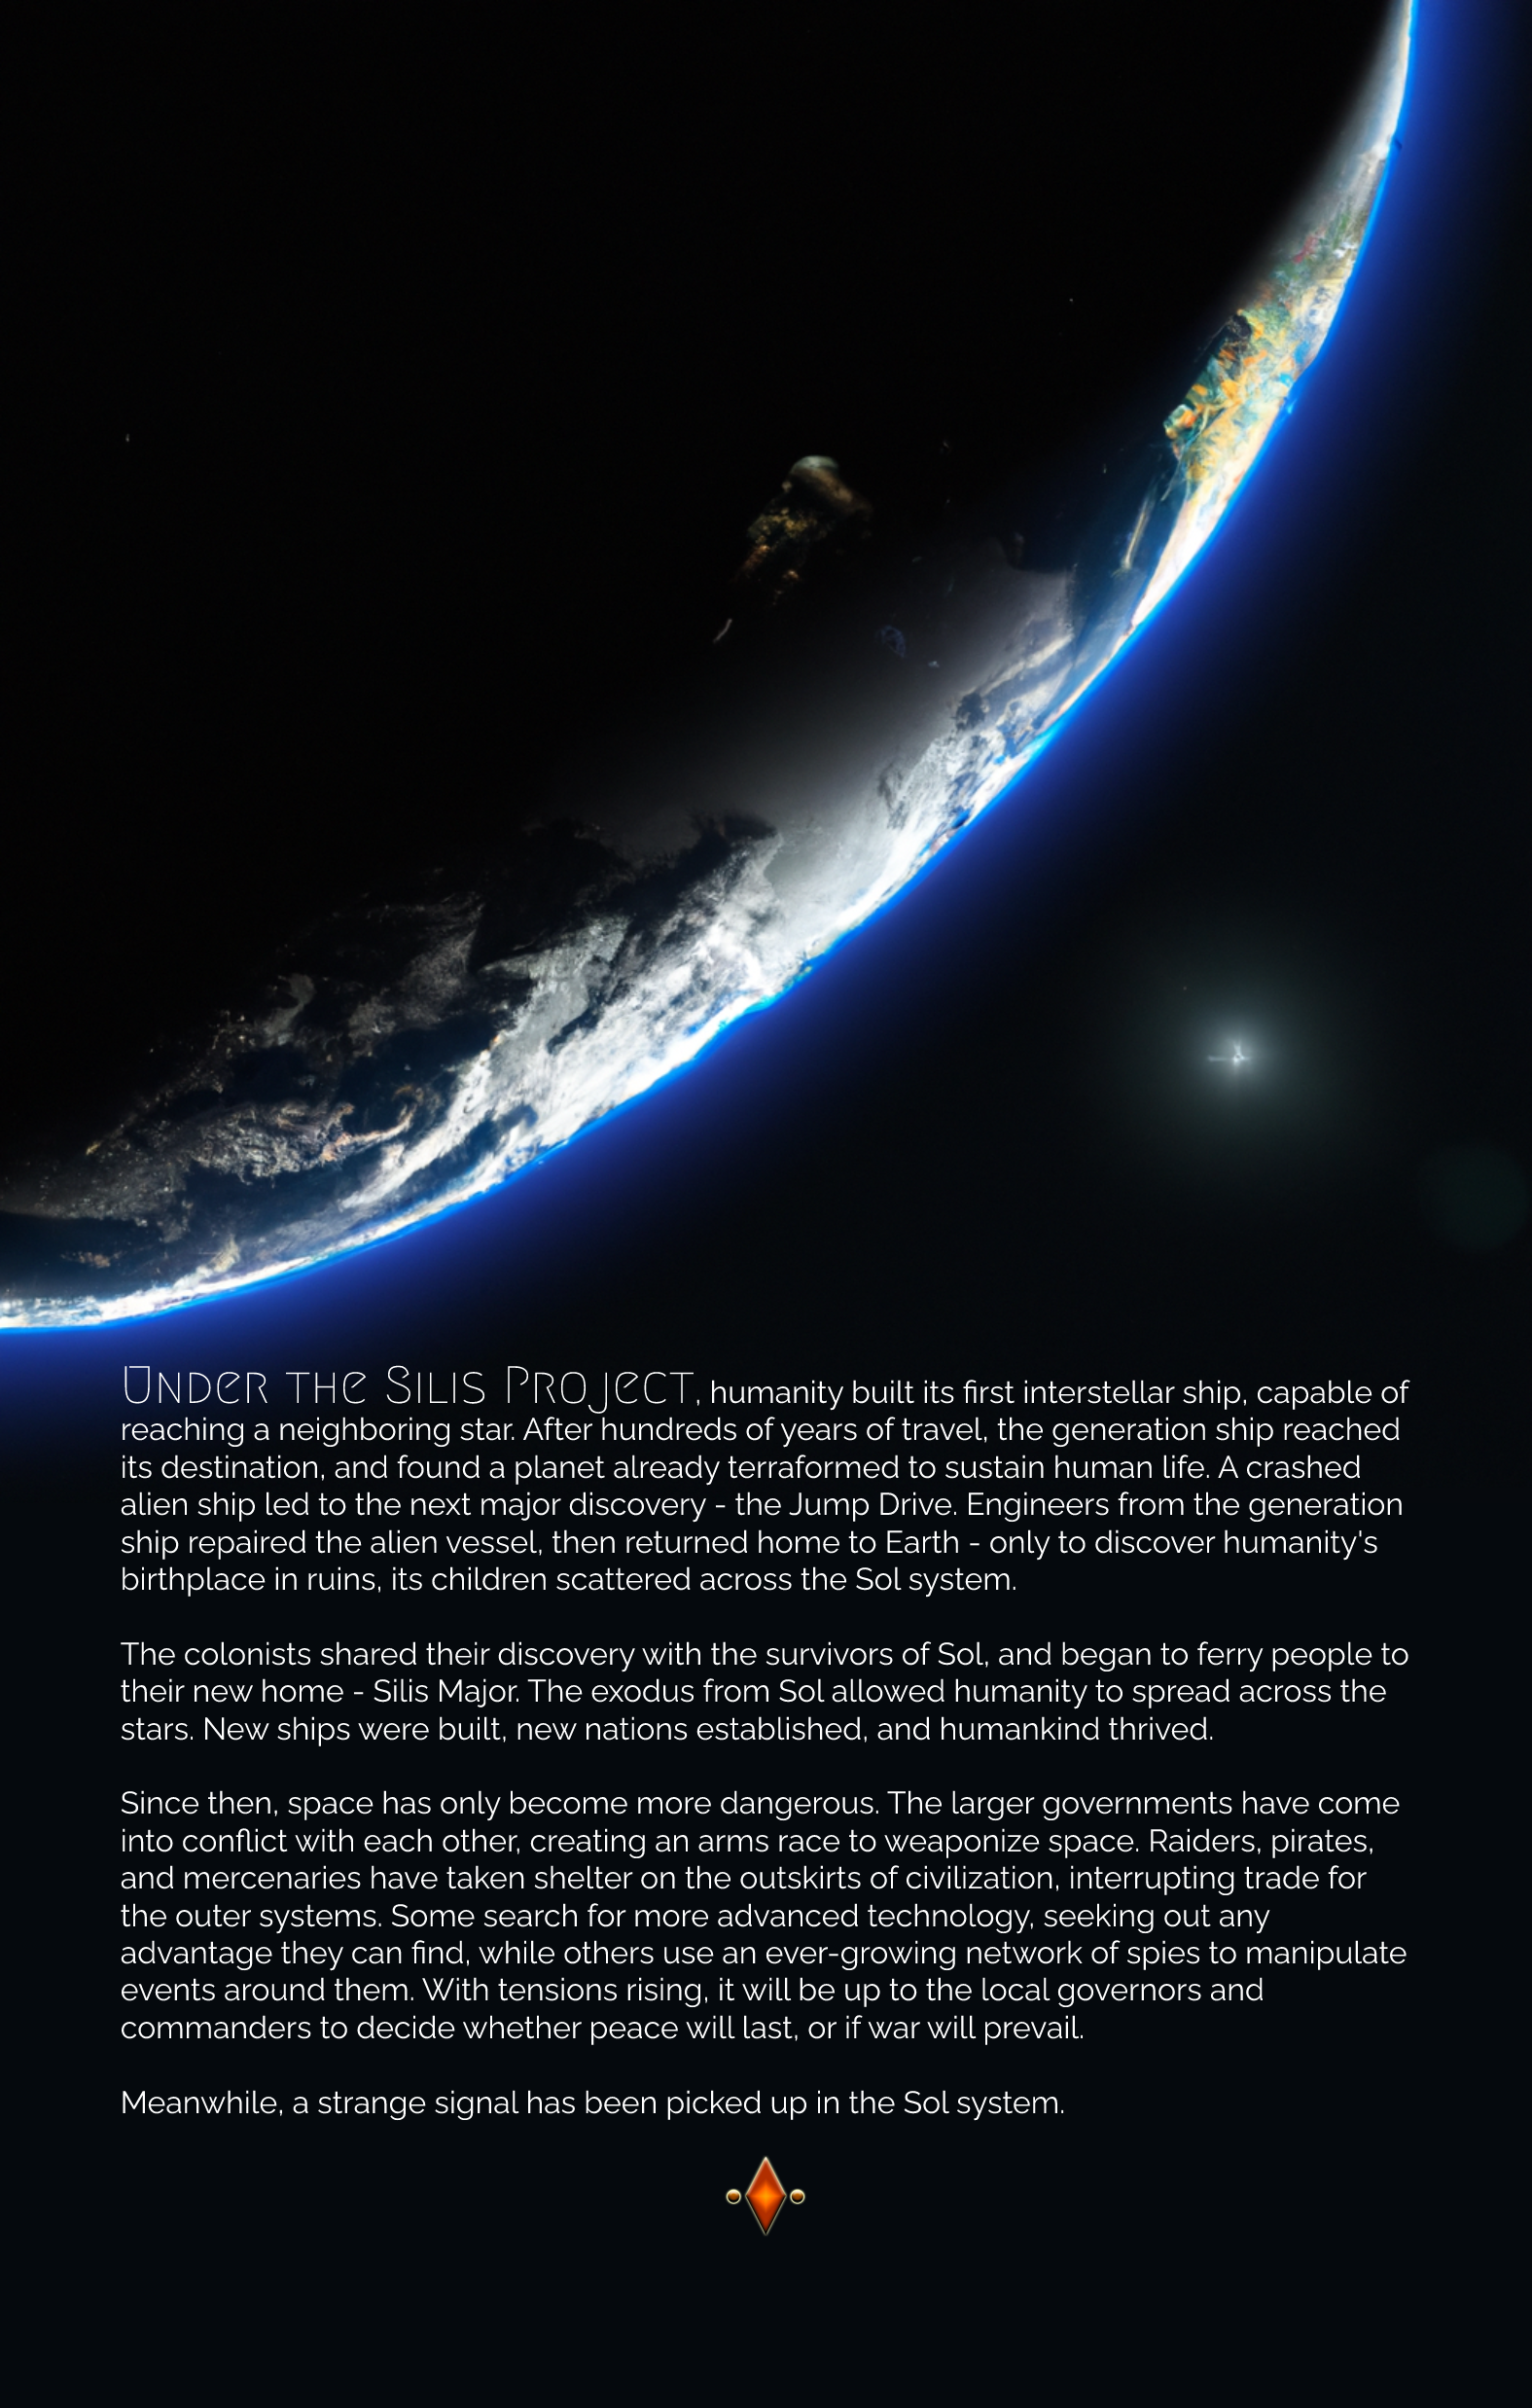 Under the Silis Project, humanity built its first interstellar ship, capable of
reaching a neighboring star. After hundreds of years of travel, the generation ship reached
its destination, and found a planet already terraformed to sustain human life. A crashed
alien ship led to the next major discovery - the Jump Drive. Engineers from the generation
ship repaired the alien vessel, then returned home to Earth - only to discover humanity's
birthplace in ruins, its children scattered across the Sol system.
The colonists shared their discovery with the survivors of Sol, and began to ferry people to
their new home - Silis Major. The exodus from Sol allowed humanity to spread across the
stars. New ships were built, new nations established, and humankind thrived.
Since then, space has only become more dangerous. The larger governments have come
into conflict with each other, creating an arms race to weaponize space. Raiders, pirates,
and mercenaries have taken shelter on the outskirts of civilization, interrupting trade for
the outer systems. Some search for more advanced technology, seeking out any
advantage they can find, while others use an ever-growing network of spies to manipulate
events around them. With tensions rising, it will be up to the local governors and
commanders to decide whether peace will last, or if war will prevail.
Meanwhile, a strange signal has been picked up in the Sol system.